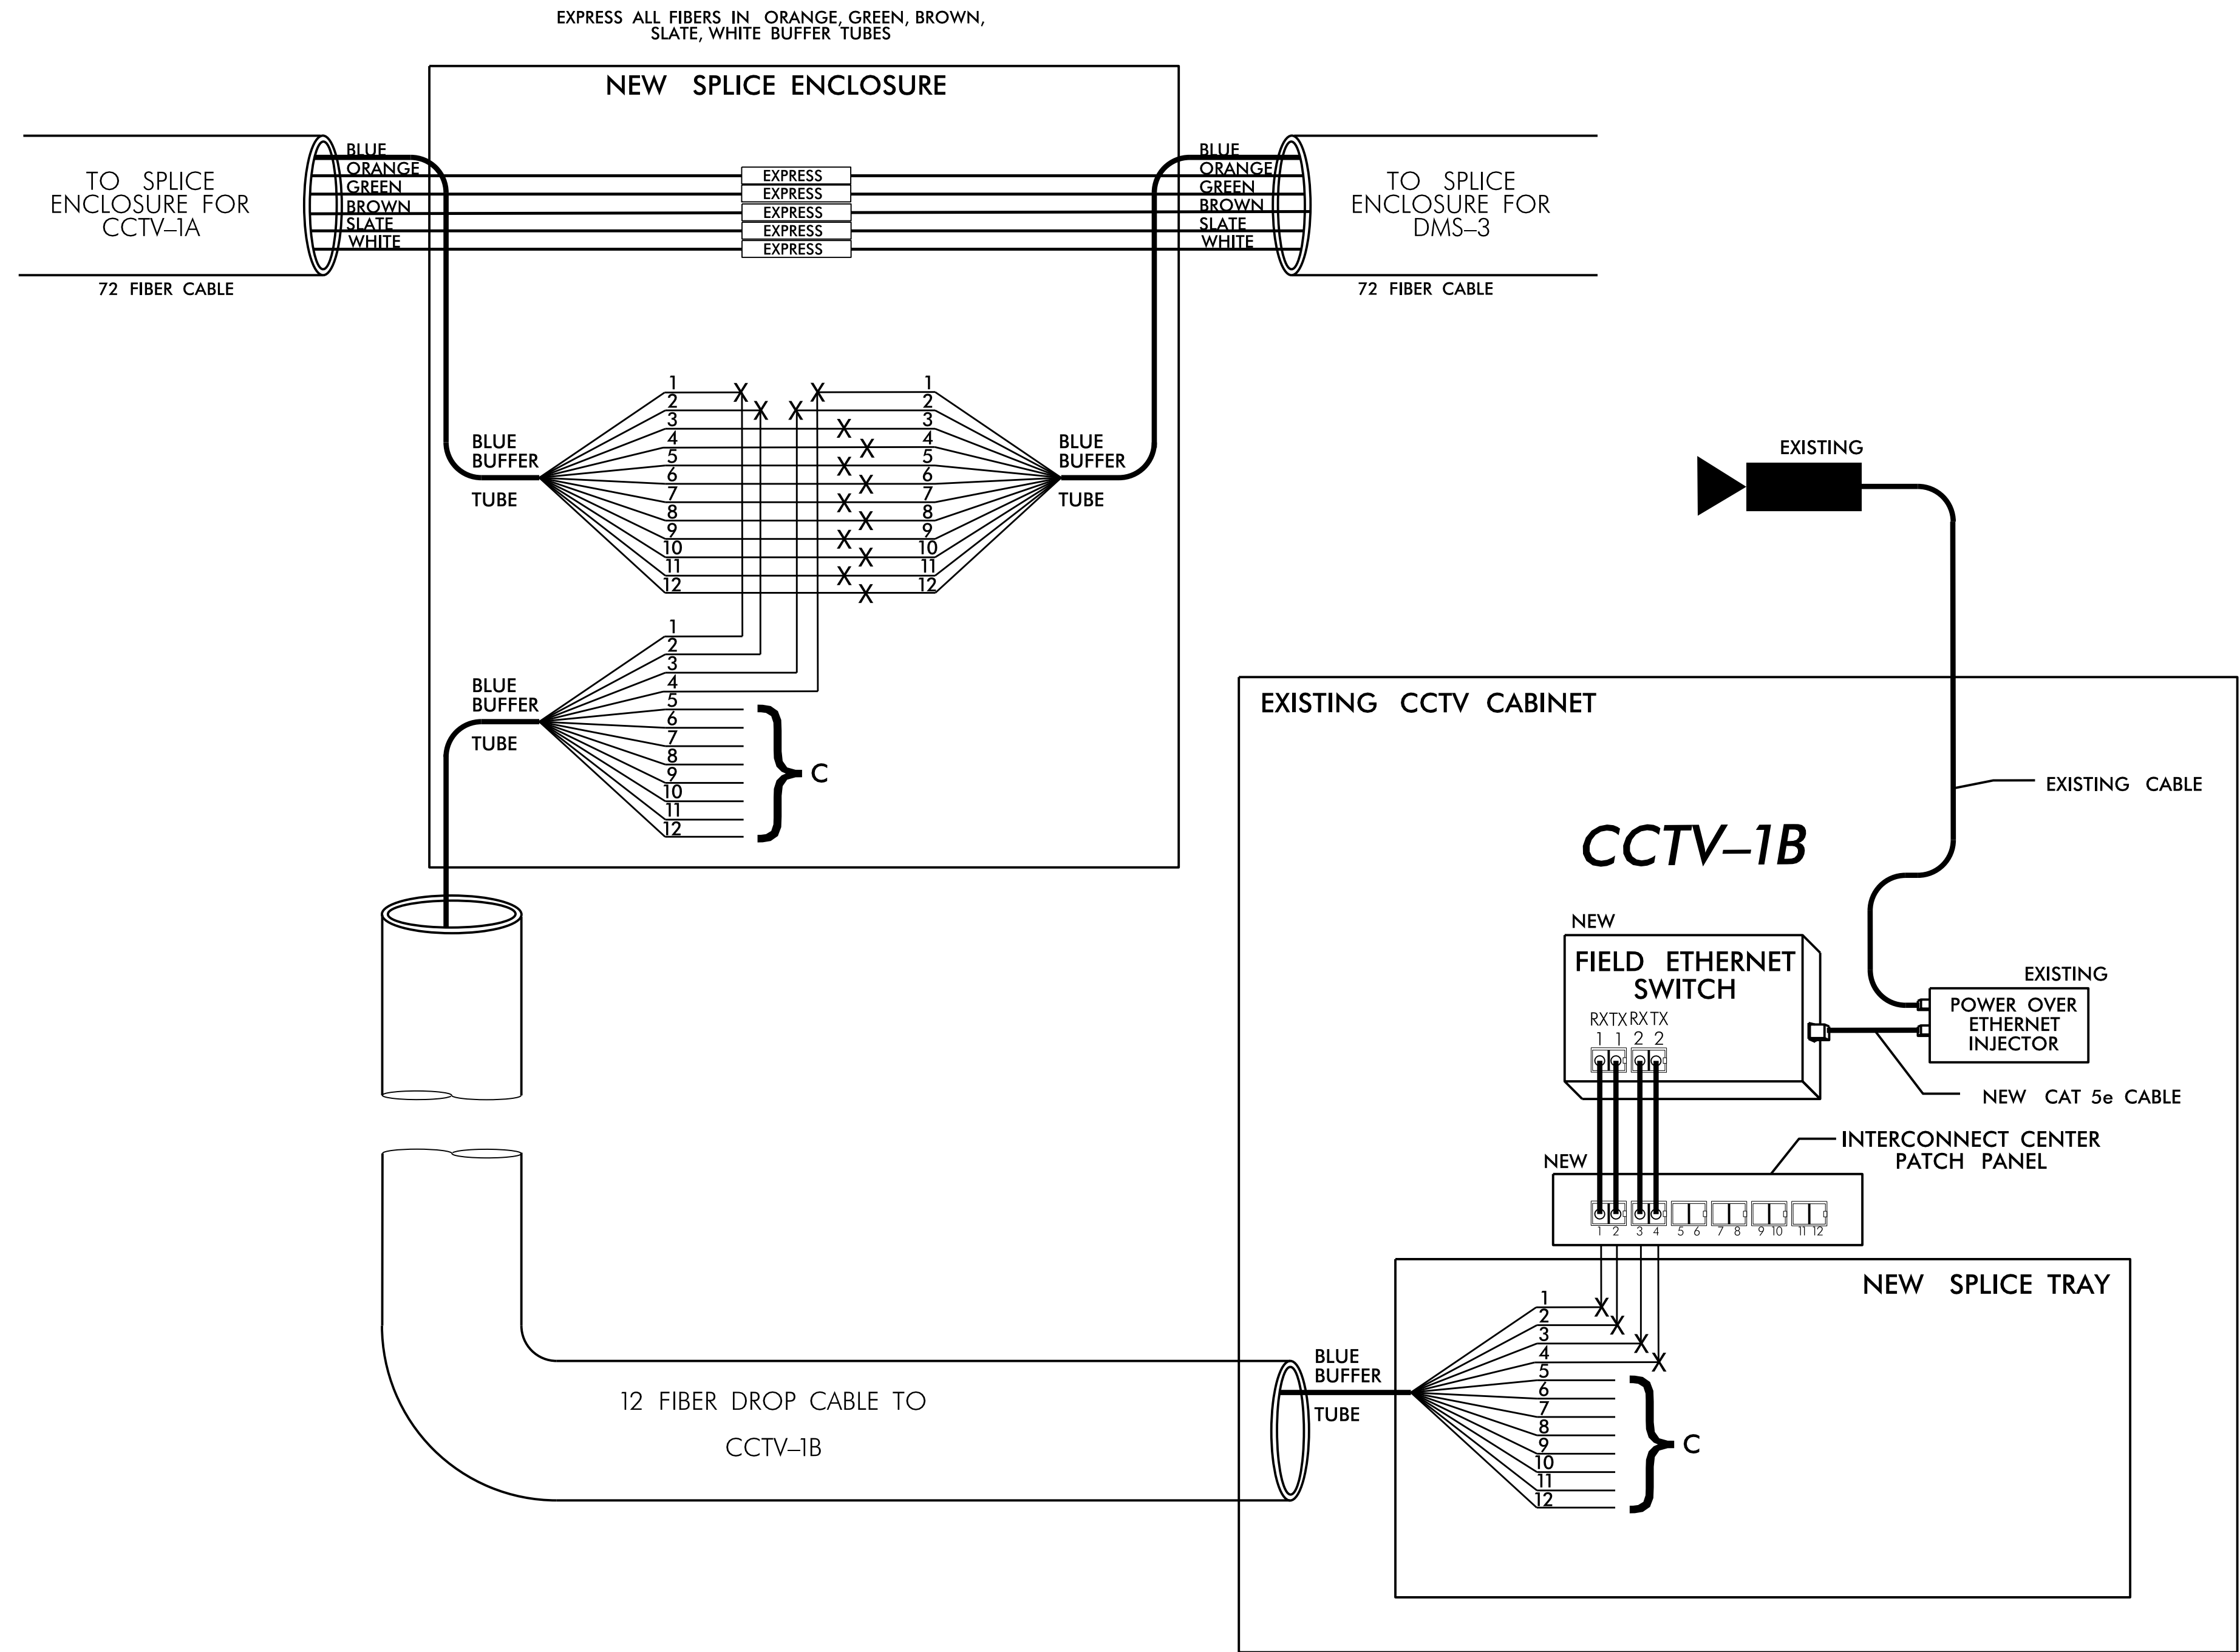 EXPRESS ALL FIBERS IN ORANGE, GREEN, BROWN,
SLATE, WHITE BUFFER TUBES
NEW SPLICE ENCLOSURE
TO SPLICE
ENCLOSURE FOR
CCTV–1A
72 FIBER CABLE
BLUE
ORANGE
GREEN
BROWN
SLATE
WHITE
EXPRESS
EXPRESS
EXPRESS
EXPRESS
EXPRESS
BLUE
ORANGE
GREEN
BROWN
SLATE
WHITE
TO SPLICE
ENCLOSURE FOR
DMS–3
72 FIBER CABLE
BLUE
BUFFER
TUBE
1
2
3
4
5
6
7
8
9
10
11
12
X X
X X
X
X
X
X
X
X
X
X
X
X
1
2
3
4
5
6
7
8
9
10
11
12
BLUE
BUFFER
TUBE
BLUE
BUFFER
TUBE
1
2
3
4
5
6
7
8
9
10
11
12
C
EXISTING
EXISTING CCTV CABINET
EXISTING CABLE
CCTV–1B
NEW
FIELD ETHERNET
SWITCH
RX TX RX TX
1 1 2 2
EXISTING
POWER OVER
ETHERNET
INJECTOR
NEW CAT 5e CABLE
INTERCONNECT CENTER
PATCH PANEL
NEW
1 2 3 4 5 6 7 8 9 10 11 12
NEW SPLICE TRAY
BLUE
BUFFER
TUBE
1
2
3
4
5
6
7
8
9
10
11
12
X
X
X
X
C
12 FIBER DROP CABLE TO
CCTV–1B